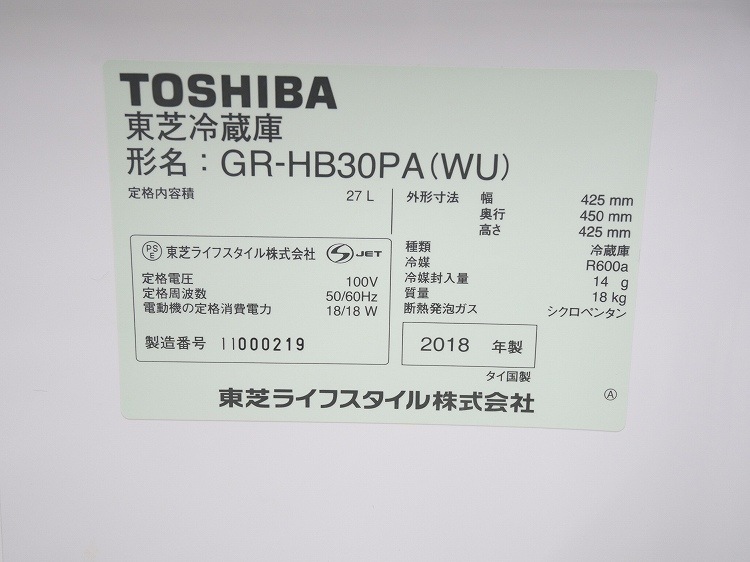 TOSHIBA
東芝冷蔵庫
形名：GR-HB30PA(WU)
定格内容積 27 L
PS E 東芝ライフスタイル株式会社 S JET
定格電圧 100V
定格周波数 50/60Hz
電動機の定格消費電力 18/18 W
製造番号 11000219
外形寸法 幅 425 mm
奥行 450 mm
高さ 425 mm
種類 冷蔵庫
冷媒 R600a
冷媒封入量 14 g
質量 18 kg
断熱発泡ガス シクロペンタン
2018 年製
タイ国製
東芝ライフスタイル株式会社
A